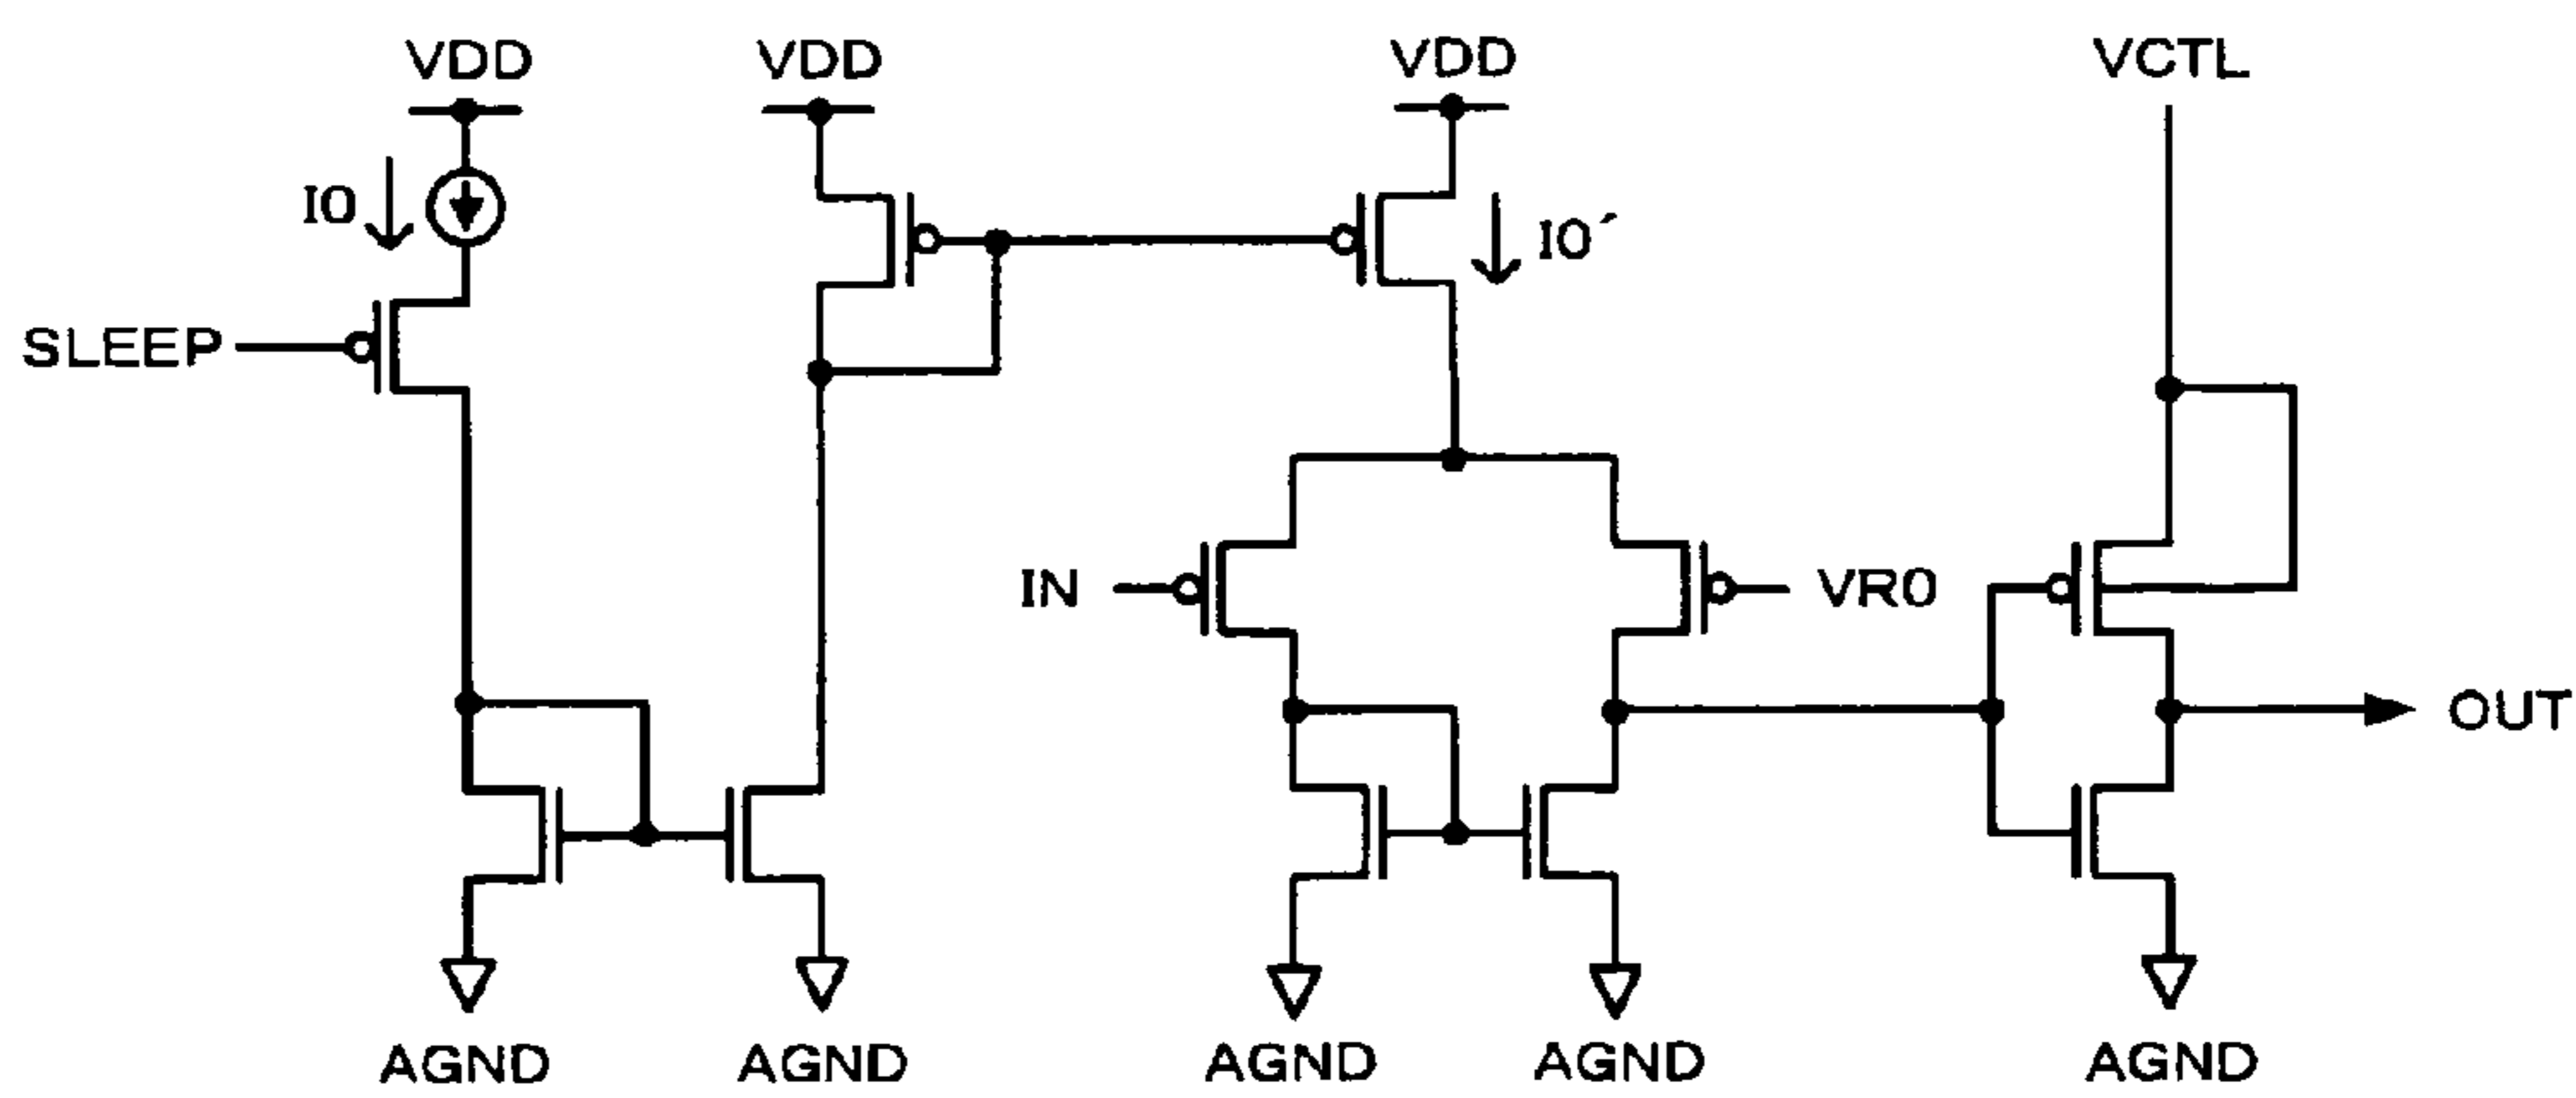 VDD
VDD
VDD
VCTL
I0
I0´
SLEEP
IN
VR0
OUT
AGND
AGND
AGND
AGND
AGND